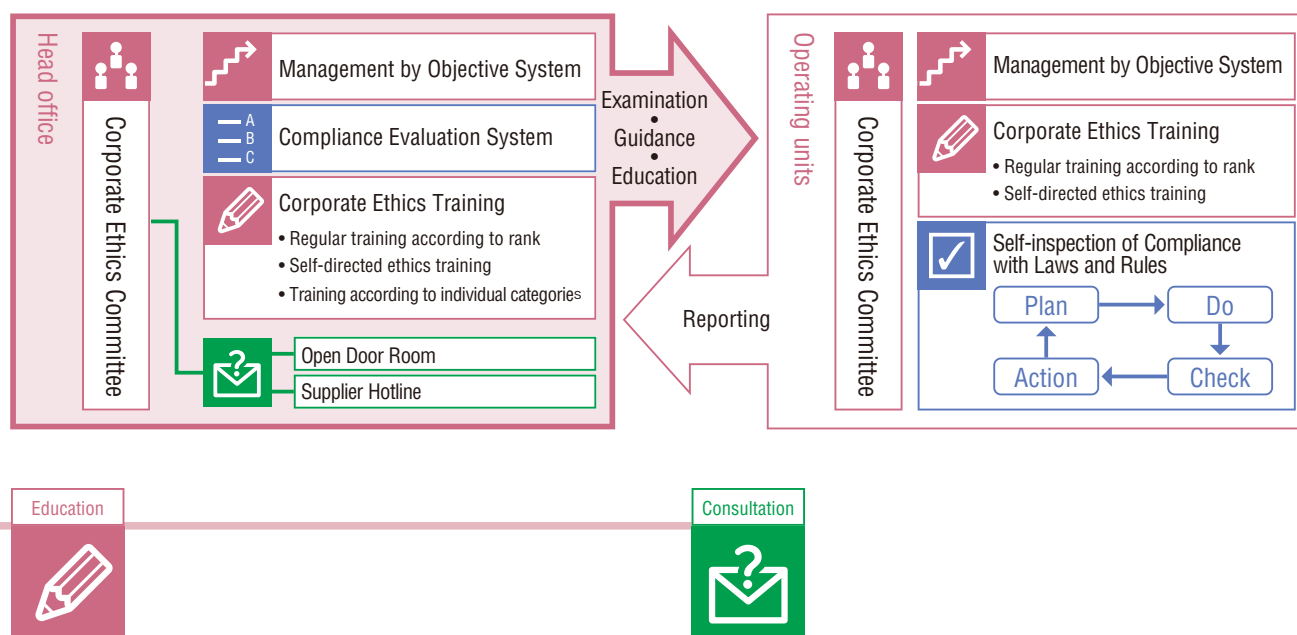 Head office
Corporate Ethics Committee
Management by Objective System
A
B
C
Compliance Evaluation System
Corporate Ethics Training
• Regular training according to rank
• Self-directed ethics training
• Training according to individual categories
?
Open Door Room
Supplier Hotline
Examination
•
Guidance
•
Education
Reporting
Operating units
Corporate Ethics Committee
Management by Objective System
Corporate Ethics Training
• Regular training according to rank
• Self-directed ethics training
Self-inspection of Compliance
with Laws and Rules
Plan
Do
Action
Check
Education
Consultation
?